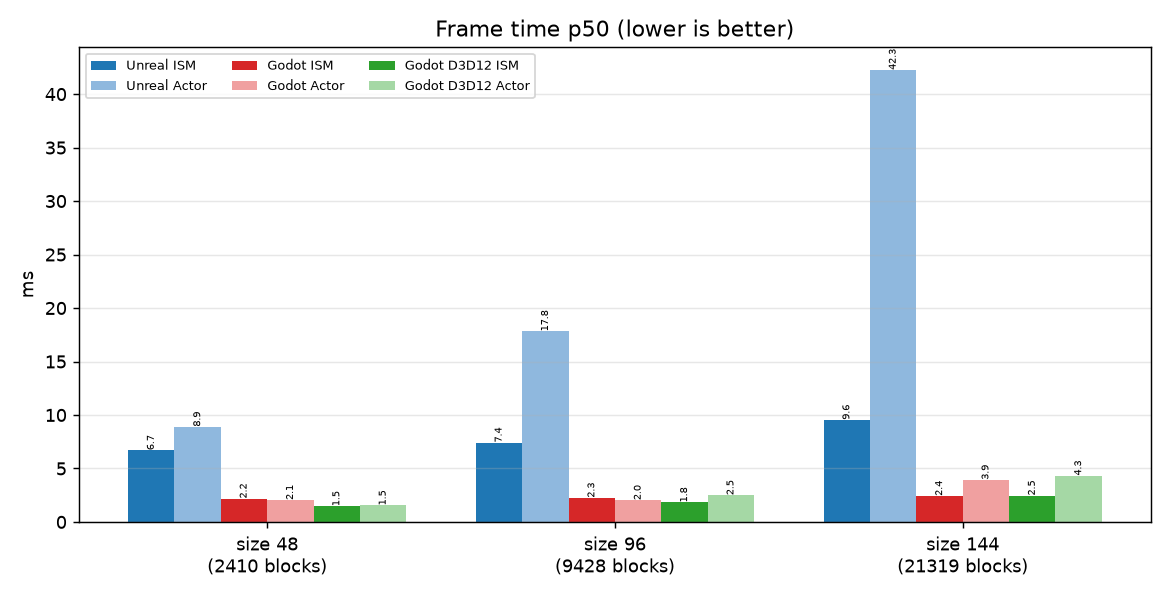 Frame time p50 (lower is better)
Unreal ISM Godot ISM Godot D3D12 ISM
Unreal Actor Godot Actor Godot D3D12 Actor
ms
40
35
30
25
20
15
10
5
0
6.7 8.9 2.2 2.1 1.5 1.5
7.4 17.8 2.3 2.0 1.8 2.5
9.6 42.3 2.4 3.9 2.5 4.3
size 48 size 96 size 144
(2410 blocks) (9428 blocks) (21319 blocks)